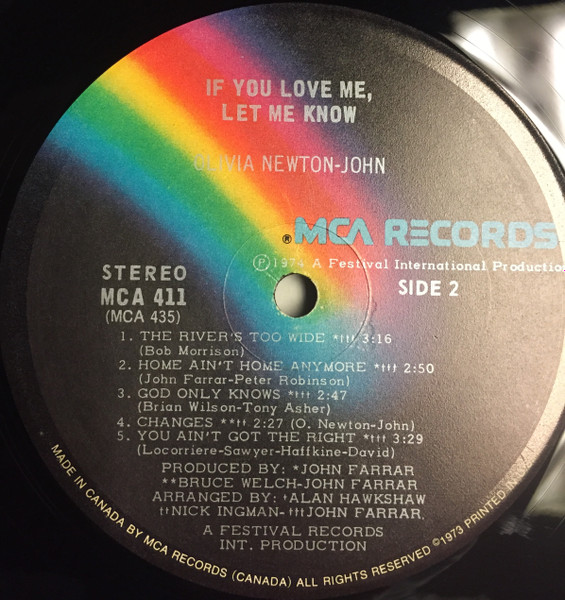 IF YOU LOVE ME,
LET ME KNOW
OLIVIA NEWTON-JOHN
® MCA RECORDS
Ⓟ 1974 A Festival International Productio
STEREO
MCA 411
(MCA 435)
SIDE 2
1. THE RIVER'S TOO WIDE *††† 3:16
(Bob Morrison)
2. HOME AIN'T HOME ANYMORE *††† 2:50
(John Farrar-Peter Robinson)
3. GOD ONLY KNOWS *††† 2:47
(Brian Wilson-Tony Asher)
4. CHANGES **†† 2:27 (O. Newton-John)
5. YOU AIN'T GOT THE RIGHT *††† 3:29
(Locorriere-Sawyer-Haffkine-David)
PRODUCED BY: *JOHN FARRAR
**BRUCE WELCH-JOHN FARRAR
ARRANGED BY: †ALAN HAWKSHAW
††NICK INGMAN-†††JOHN FARRAR.
A FESTIVAL RECORDS
INT. PRODUCTION
MADE IN CANADA BY MCA RECORDS (CANADA) ALL RIGHTS RESERVED ©1973 PRINTED IN